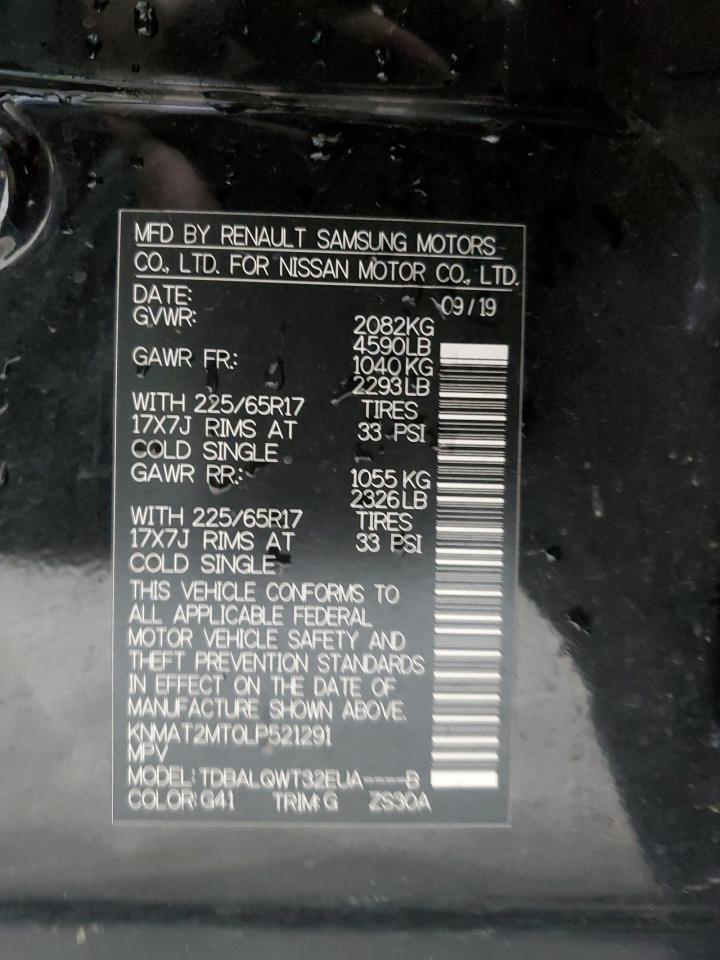 MFD BY RENAULT SAMSUNG MOTORS
CO., LTD. FOR NISSAN MOTOR CO., LTD.
DATE: 09/19
GVWR: 2082KG
4590LB
GAWR FR.: 1040KG
2293LB
WITH 225/65R17 TIRES
17X7J RIMS AT 33 PSI
COLD SINGLE
GAWR RR.: 1055KG
2326LB
WITH 225/65R17 TIRES
17X7J RIMS AT 33 PSI
COLD SINGLE
THIS VEHICLE CONFORMS TO
ALL APPLICABLE FEDERAL
MOTOR VEHICLE SAFETY AND
THEFT PREVENTION STANDARDS
IN EFFECT ON THE DATE OF
MANUFACTURE SHOWN ABOVE.
KNMAT2MT0LP521291
MPV
MODEL: TDBALQWT32EUA----B
COLOR: G41 TRIM: G ZS30A